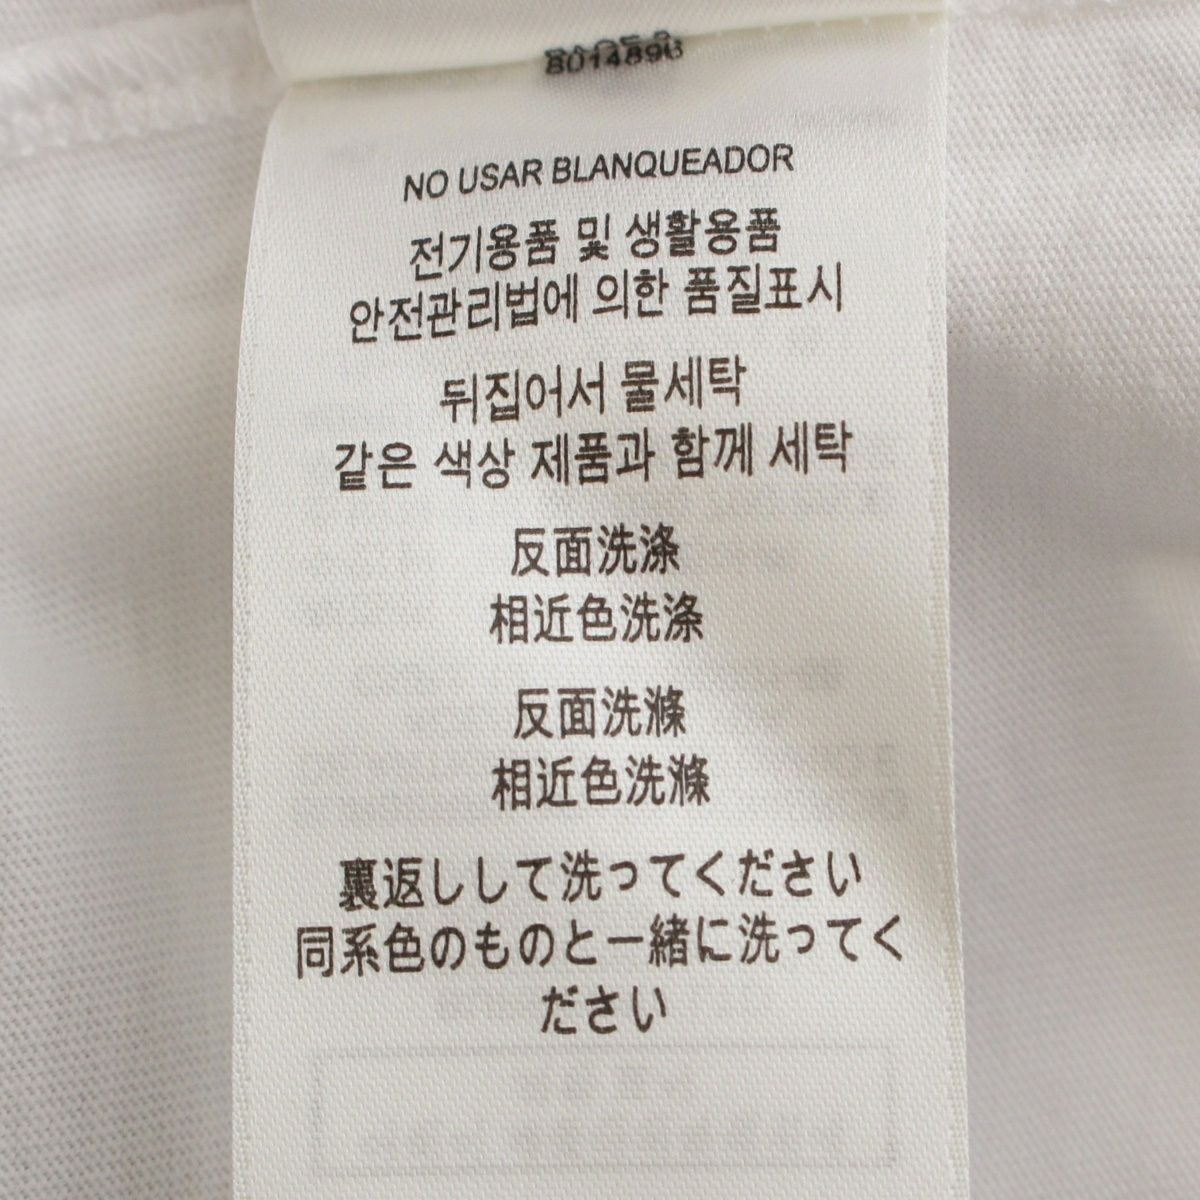 8014896
NO USAR BLANQUEADOR
전기용품 및 생활용품
안전관리법에 의한 품질표시
뒤집어서 물세탁
같은 색상 제품과 함께 세탁
反面洗涤
相近色洗涤
反面洗滌
相近色洗滌
裏返しして洗ってください
同系色のものと一緒に洗ってく
ださい